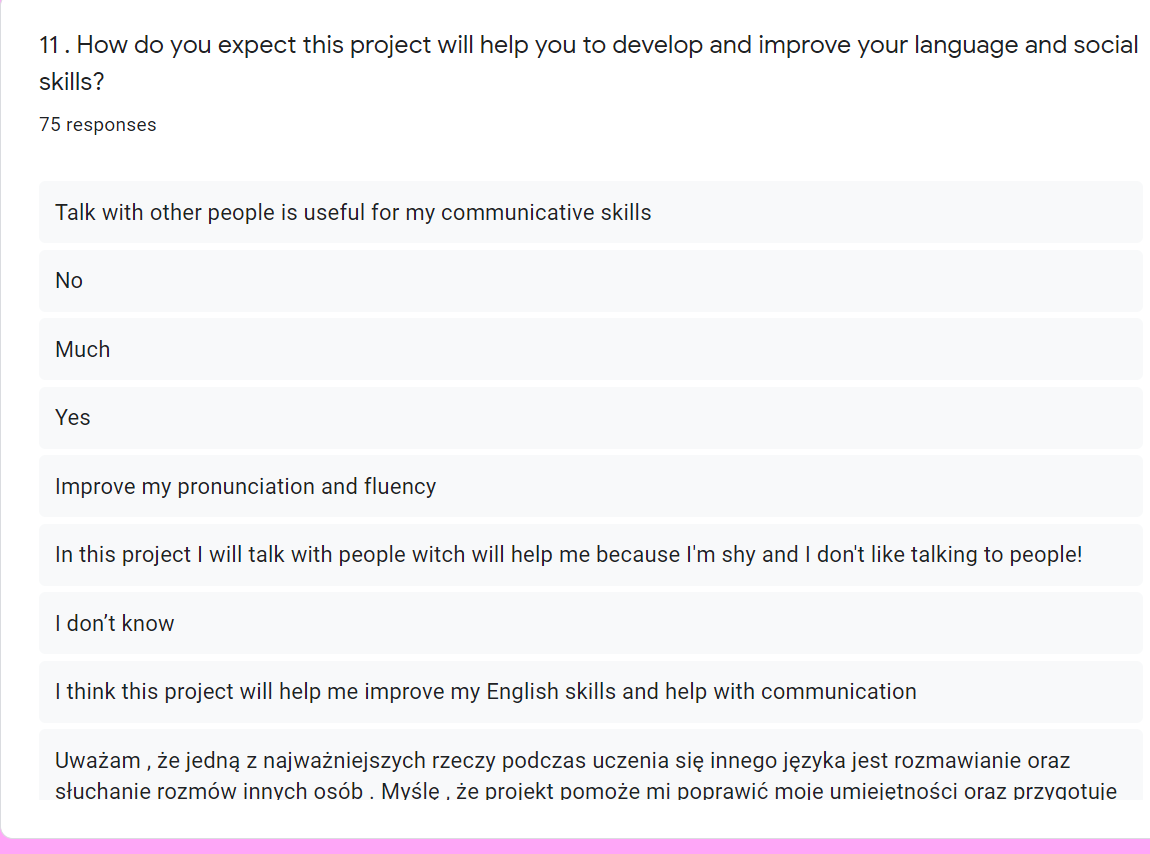 11 . How do you expect this project will help you to develop and improve your language and social
skills?
75 responses
Talk with other people is useful for my communicative skills
No
Much
Yes
Improve my pronunciation and fluency
In this project I will talk with people witch will help me because I'm shy and I don't like talking to people!
I don’t know
I think this project will help me improve my English skills and help with communication
Uważam , że jedną z najważniejszych rzeczy podczas uczenia się innego języka jest rozmawianie oraz
słuchanie rozmów innych osób . Myślę , że projekt pomoże mi poprawić moje umiejętności oraz przygotuje